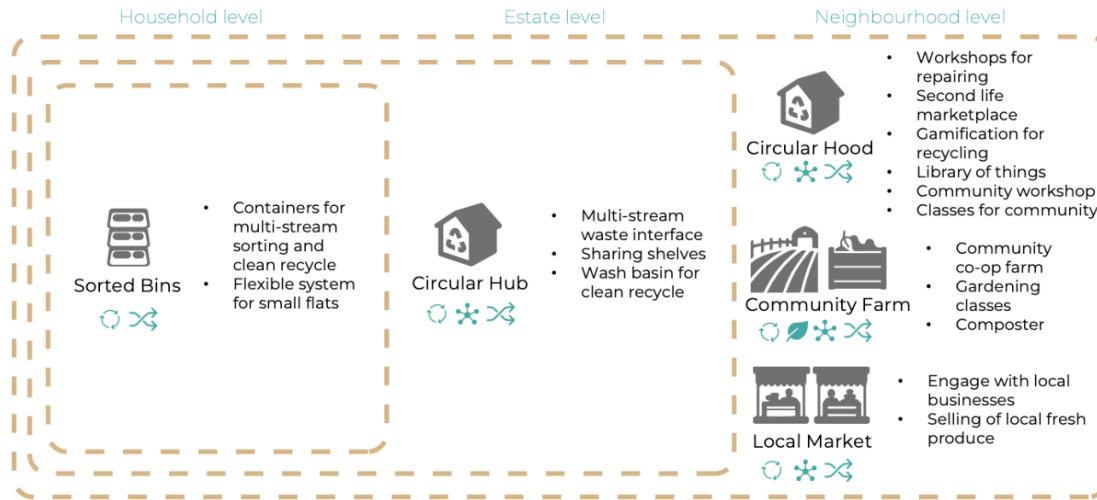 Household level
Estate level
Neighbourhood level
Sorted Bins
• Containers for
multi-stream
sorting and
clean recycle
• Flexible system
for small flats
Circular Hub
• Multi-stream
waste interface
• Sharing shelves
• Wash basin for
clean recycle
Circular Hood
• Workshops for
repairing
• Second life
marketplace
• Gamification for
recycling
• Library of things
• Community workshop
• Classes for community
Community Farm
• Community
co-op farm
• Gardening
classes
• Composter
Local Market
• Engage with local
businesses
• Selling of local fresh
produce